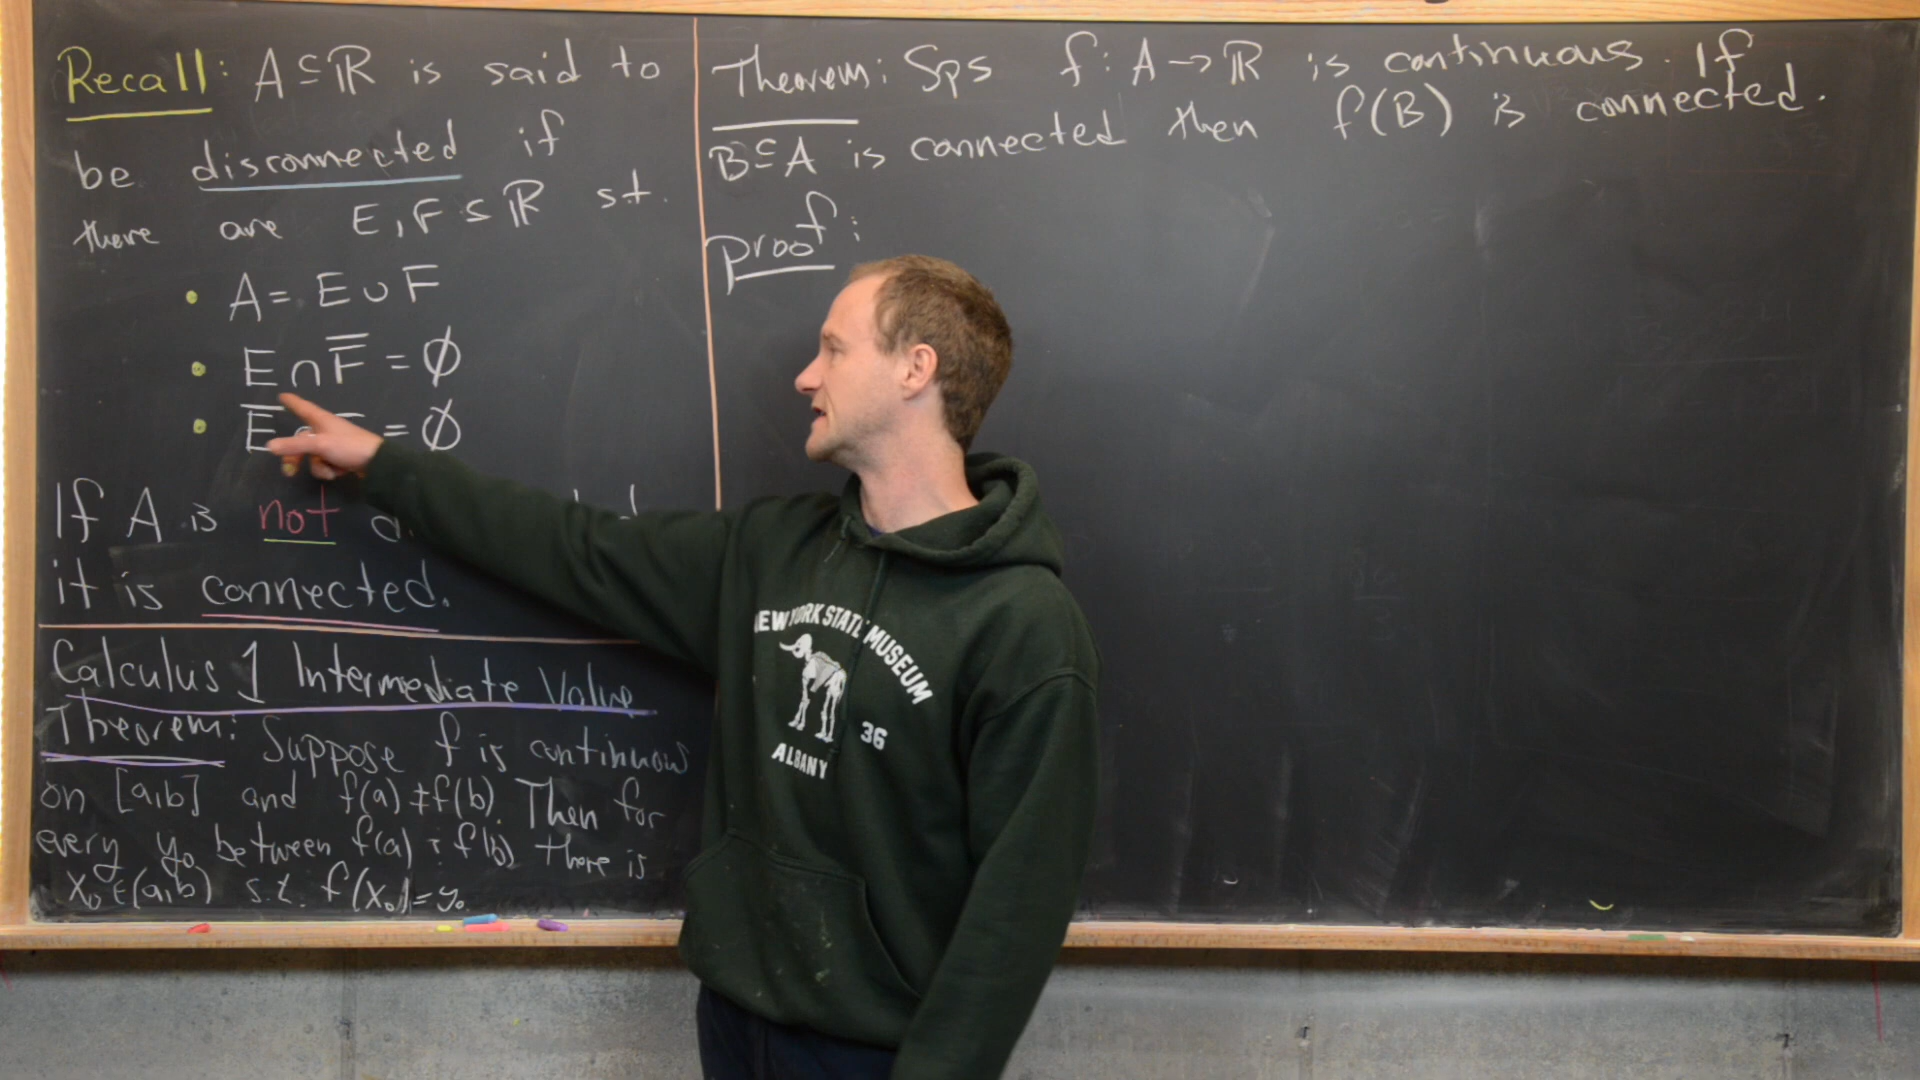 Recall: A ⊆ ℝ is said to
be disconnected if
there are E, F ⊆ ℝ s.t.
• A = E ∪ F
• E ∩ F̅ = ∅
• E̅ = ∅
If A is not
it is connected.
Calculus 1 Intermediate Value
Theorem: Suppose f is continuous
on [a,b] and f(a) ≠ f(b). Then for
every y₀ between f(a) & f(b) there is
x₀ ∈ (a,b) s.t. f(x₀) = y₀
Theorem: Sps f: A → ℝ is continuous. If
B ⊆ A is connected then f(B) is connected.
proof:
NEW YORK STATE MUSEUM
36
ALBANY